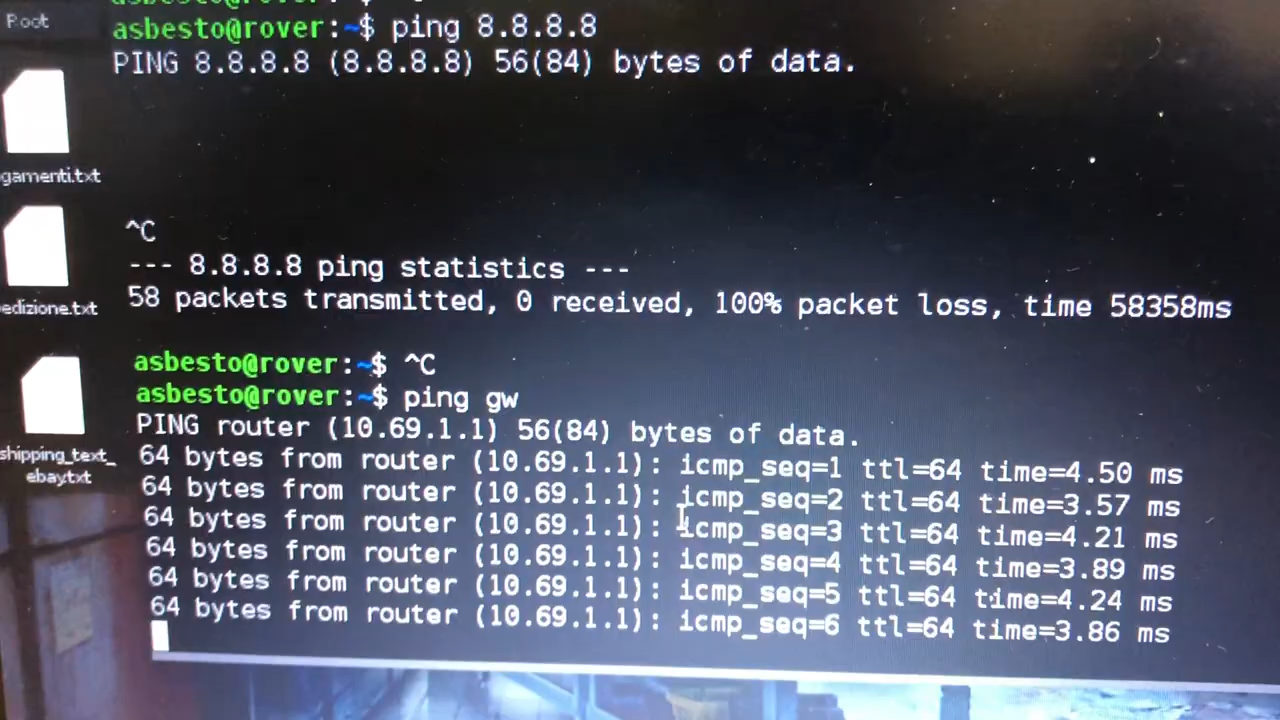 Root
asbesto@rover:~$ ping 8.8.8.8
PING 8.8.8.8 (8.8.8.8) 56(84) bytes of data.
gamenti.txt
^C
--- 8.8.8.8 ping statistics ---
edizione.txt
58 packets transmitted, 0 received, 100% packet loss, time 58358ms
asbesto@rover:~$ ^C
asbesto@rover:~$ ping gw
PING router (10.69.1.1) 56(84) bytes of data.
shipping_text_
ebay.txt
64 bytes from router (10.69.1.1): icmp_seq=1 ttl=64 time=4.50 ms
64 bytes from router (10.69.1.1): icmp_seq=2 ttl=64 time=3.57 ms
64 bytes from router (10.69.1.1): icmp_seq=3 ttl=64 time=4.21 ms
64 bytes from router (10.69.1.1): icmp_seq=4 ttl=64 time=3.89 ms
64 bytes from router (10.69.1.1): icmp_seq=5 ttl=64 time=4.24 ms
64 bytes from router (10.69.1.1): icmp_seq=6 ttl=64 time=3.86 ms